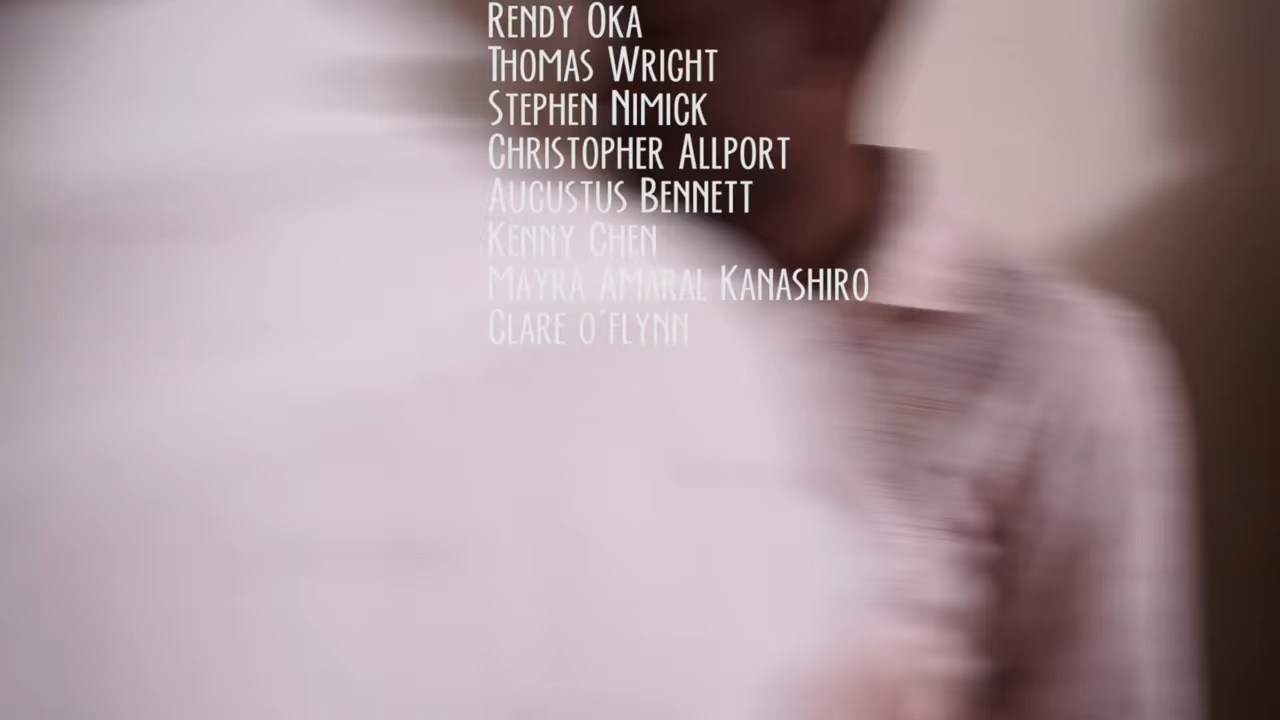 Rendy Oka
Thomas Wright
Stephen Nimick
Christopher Allport
Augustus Bennett
Kenny Chen
Mayra Amaral Kanashiro
Clare O'Flynn